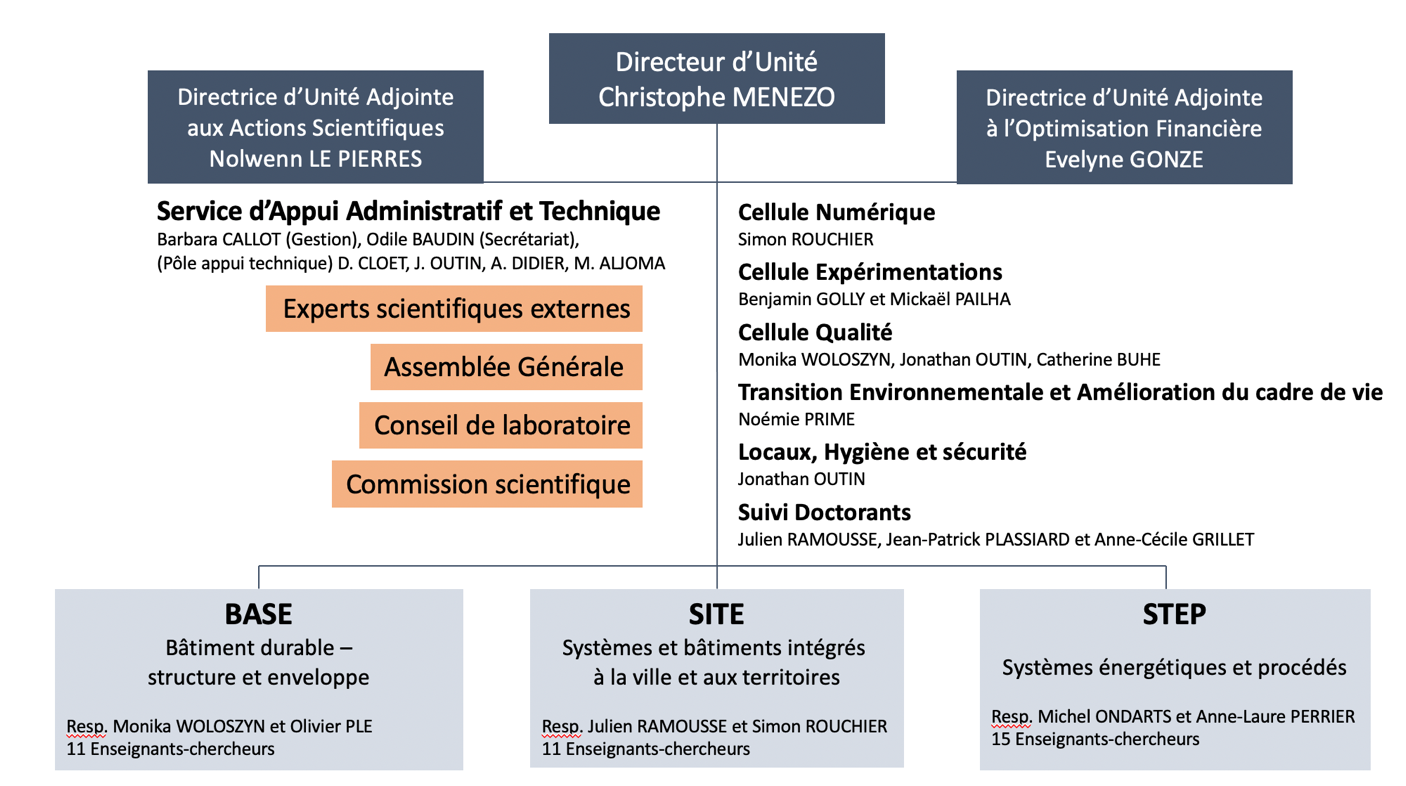 Directeur d’Unité
Christophe MENEZO
Directrice d’Unité Adjointe
aux Actions Scientifiques
Nolwenn LE PIERRES
Directrice d’Unité Adjointe
à l’Optimisation Financière
Evelyne GONZE
Service d’Appui Administratif et Technique
Barbara CALLOT (Gestion), Odile BAUDIN (Secrétariat),
(Pôle appui technique) D. CLOET, J. OUTIN, A. DIDIER, M. ALJOMA
Experts scientifiques externes
Assemblée Générale
Conseil de laboratoire
Commission scientifique
Cellule Numérique
Simon ROUCHIER
Cellule Expérimentations
Benjamin GOLLY et Mickaël PAILHA
Cellule Qualité
Monika WOLOSZYN, Jonathan OUTIN, Catherine BUHE
Transition Environnementale et Amélioration du cadre de vie
Noémie PRIME
Locaux, Hygiène et sécurité
Jonathan OUTIN
Suivi Doctorants
Julien RAMOUSSE, Jean-Patrick PLASSIARD et Anne-Cécile GRILLET
BASE
Bâtiment durable –
structure et enveloppe
Resp. Monika WOLOSZYN et Olivier PLE
11 Enseignants-chercheurs
SITE
Systèmes et bâtiments intégrés
à la ville et aux territoires
Resp. Julien RAMOUSSE et Simon ROUCHIER
11 Enseignants-chercheurs
STEP
Systèmes énergétiques et procédés
Resp. Michel ONDARTS et Anne-Laure PERRIER
15 Enseignants-chercheurs